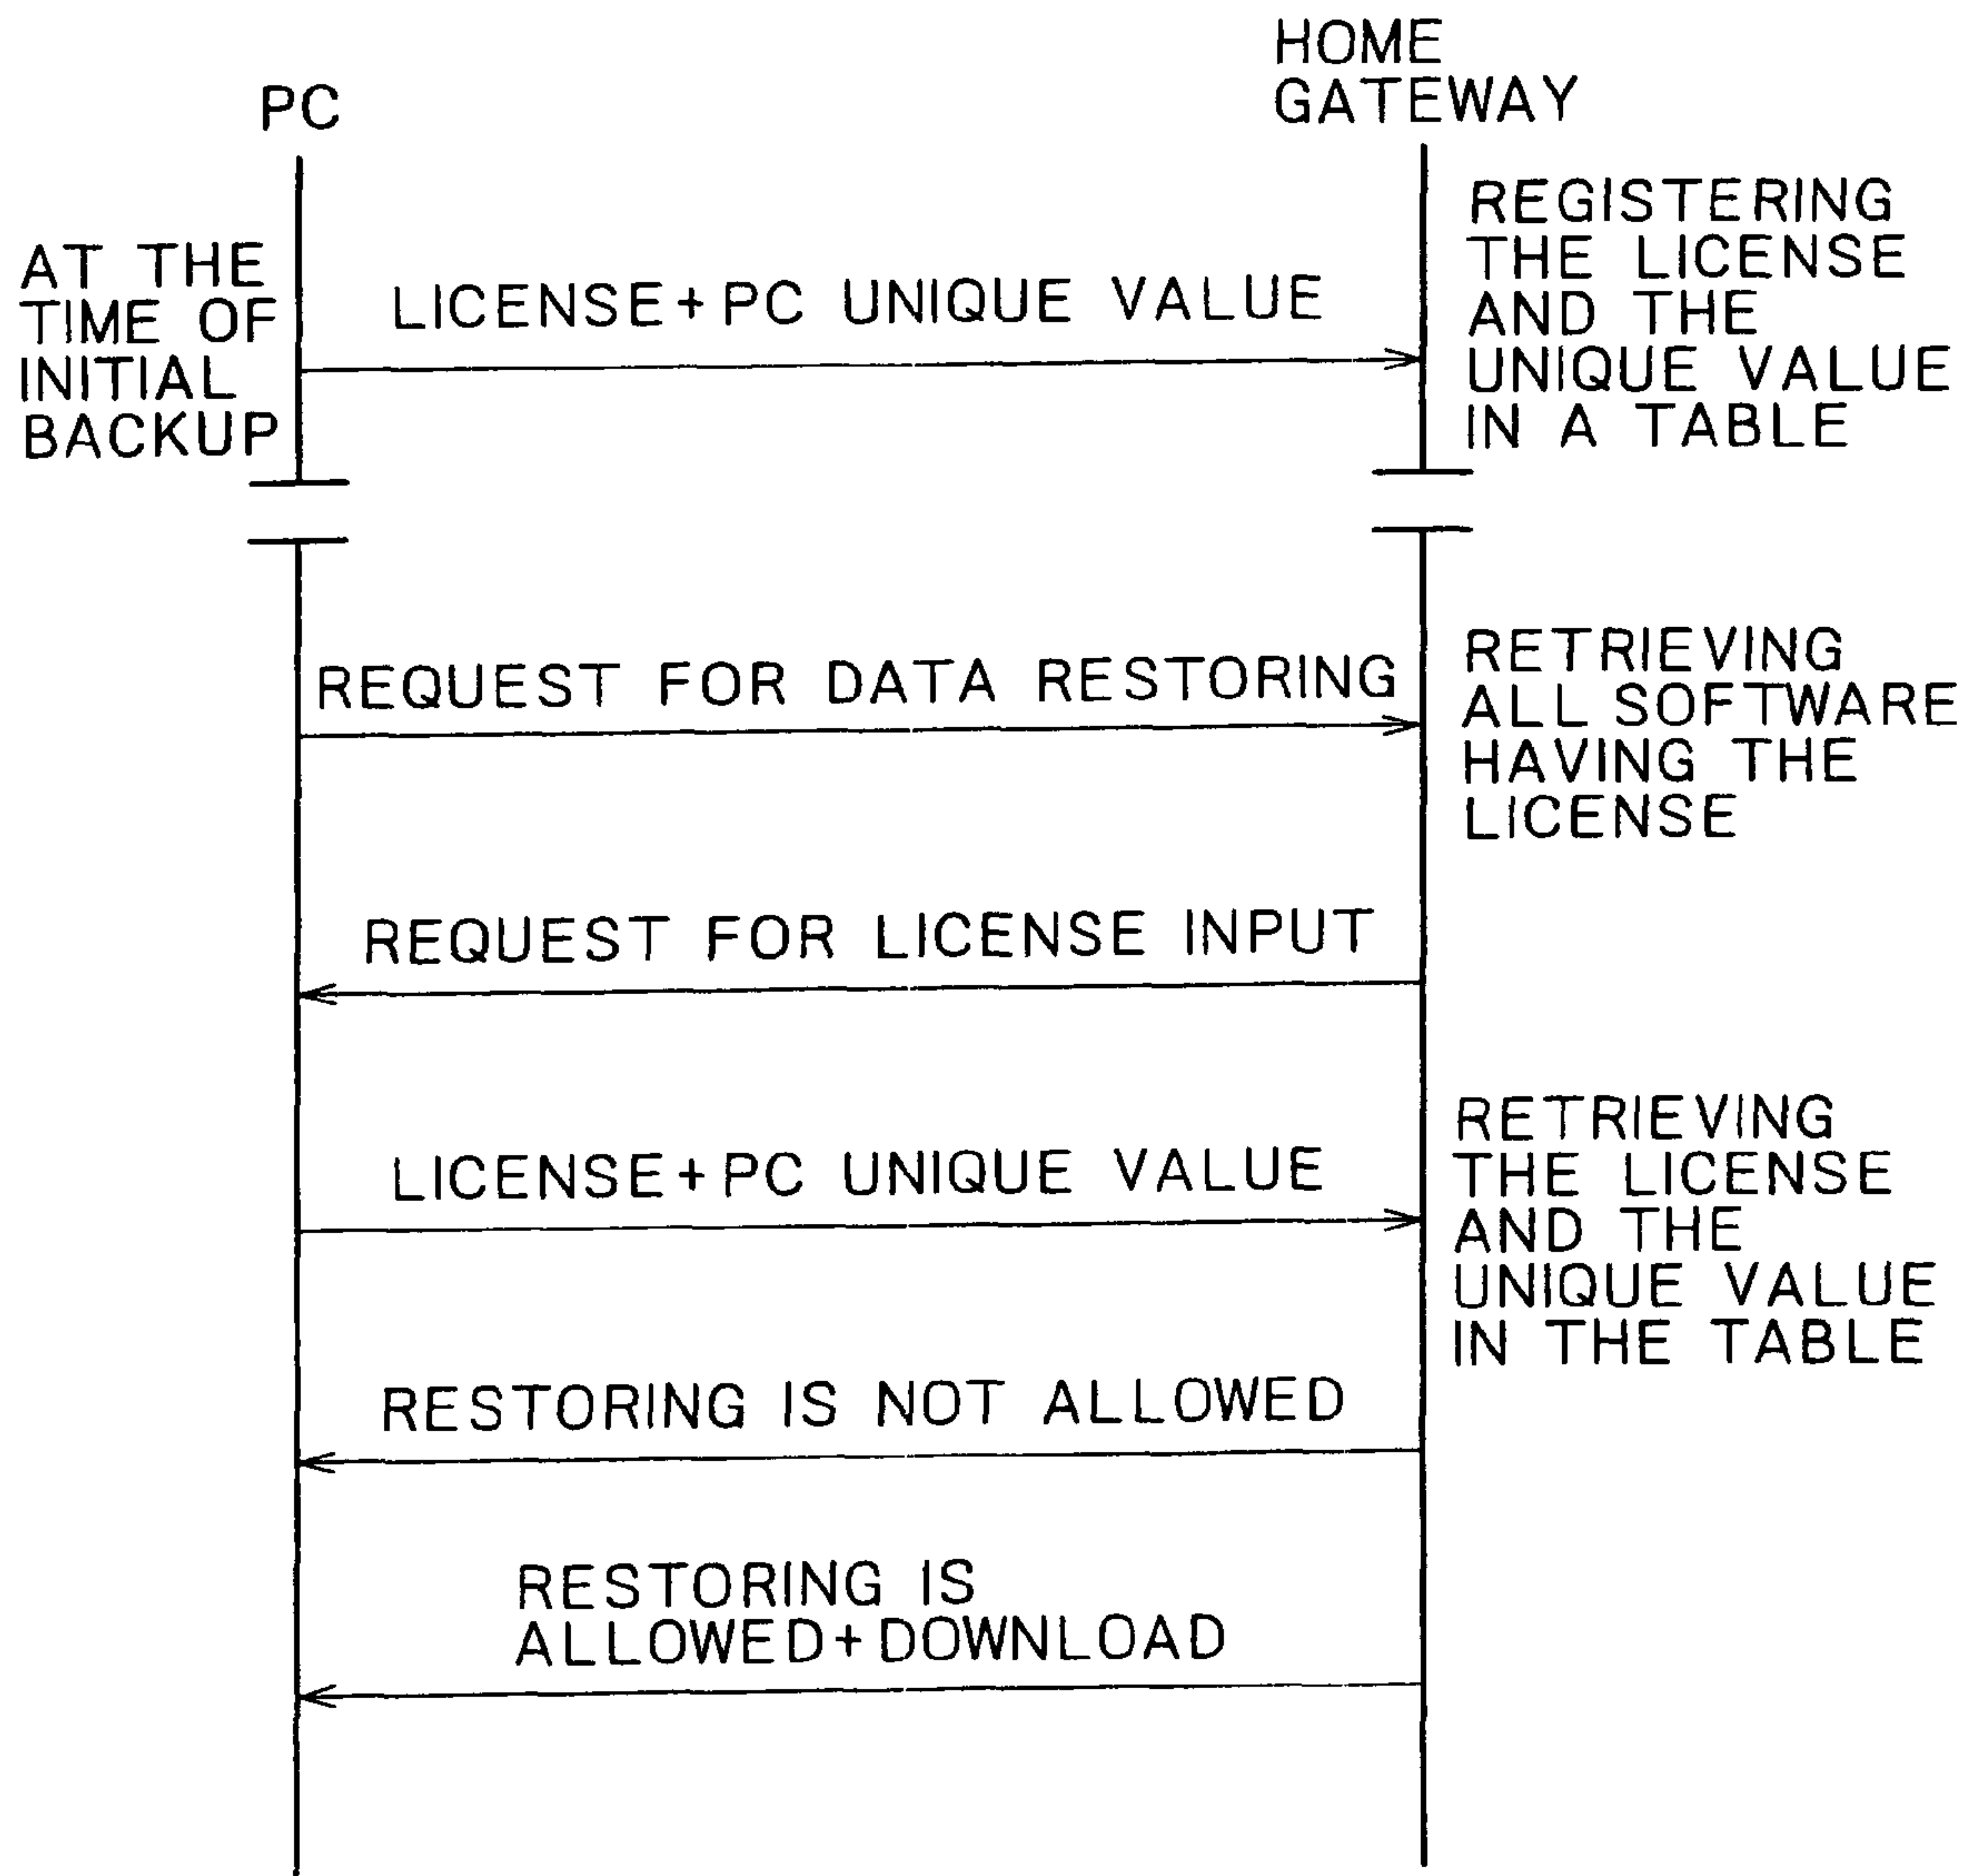 HOME
GATEWAY
PC
REGISTERING
THE LICENSE
AND THE
UNIQUE VALUE
IN A TABLE
AT THE
TIME OF
INITIAL
BACKUP
LICENSE+PC UNIQUE VALUE
REQUEST FOR DATA RESTORING
RETRIEVING
ALL SOFTWARE
HAVING THE
LICENSE
REQUEST FOR LICENSE INPUT
LICENSE+PC UNIQUE VALUE
RETRIEVING
THE LICENSE
AND THE
UNIQUE VALUE
IN THE TABLE
RESTORING IS NOT ALLOWED
RESTORING IS
ALLOWED+DOWNLOAD